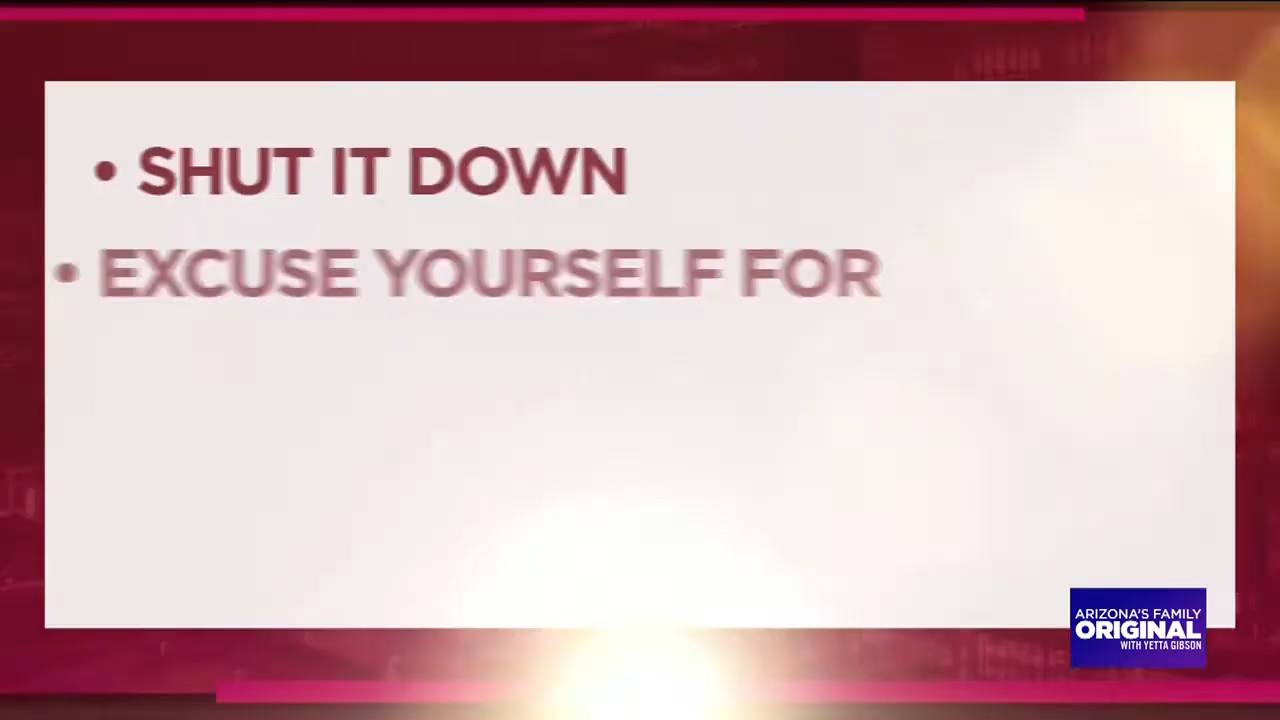 • SHUT IT DOWN
• EXCUSE YOURSELF FOR
ARIZONA'S FAMILY
ORIGINAL
WITH YETTA GIBSON